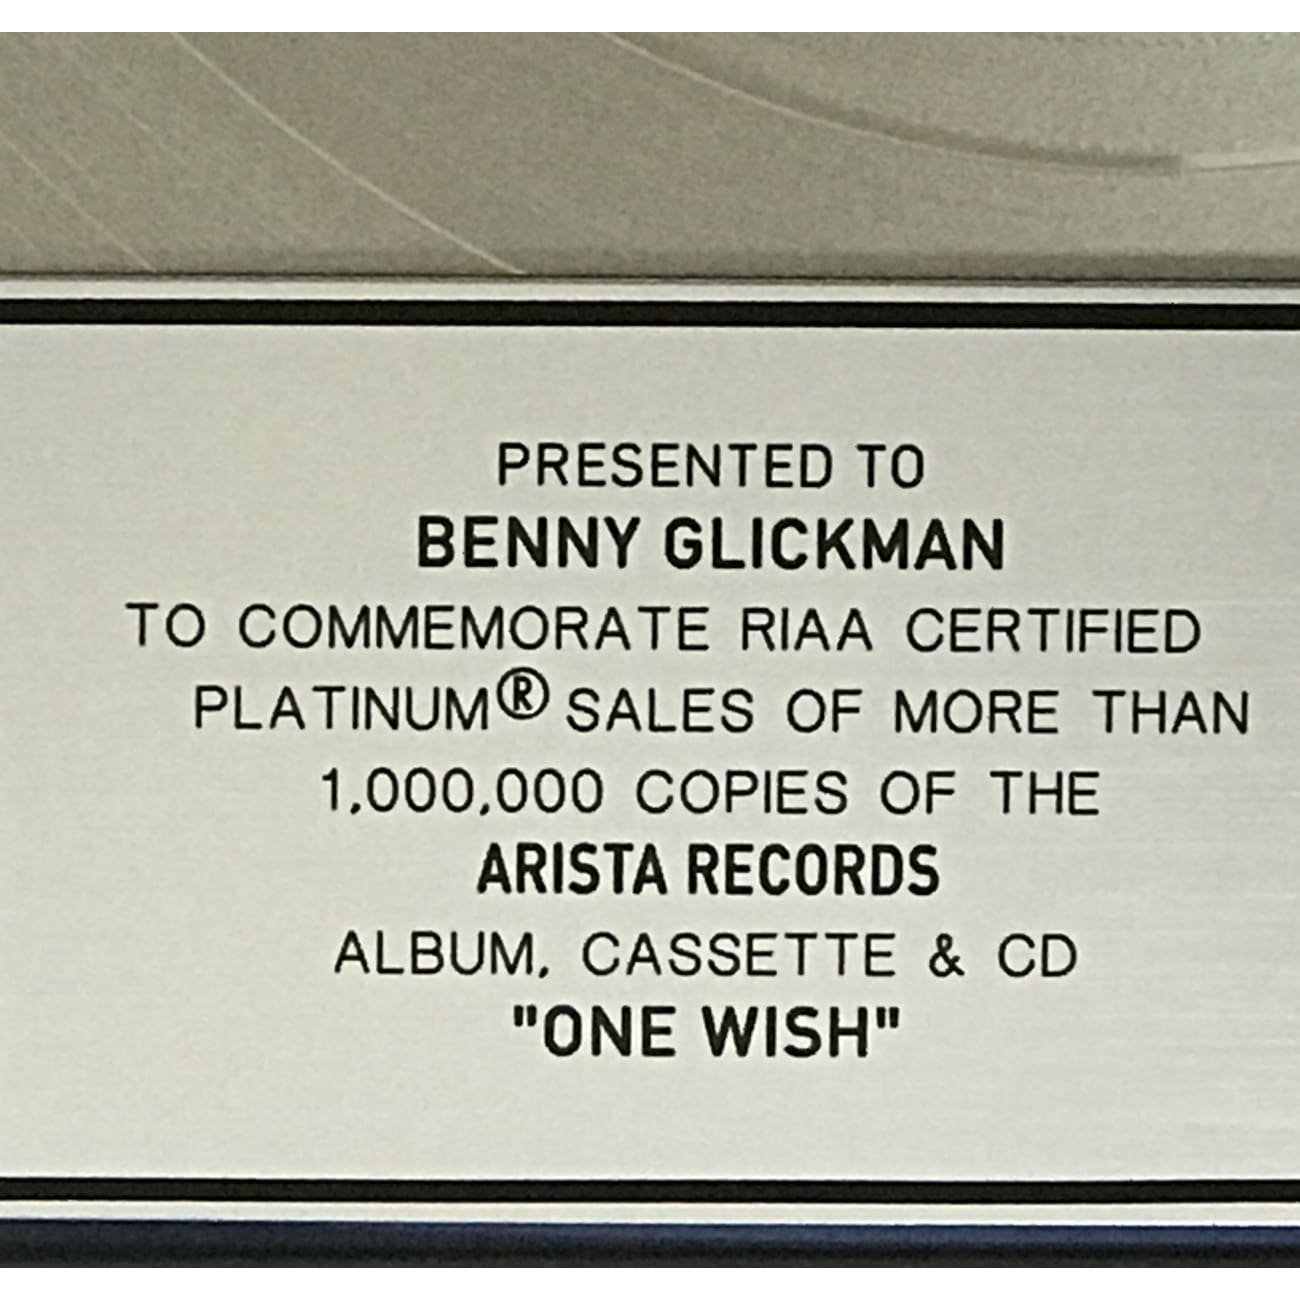 PRESENTED TO
BENNY GLICKMAN
TO COMMEMORATE RIAA CERTIFIED
PLATINUM® SALES OF MORE THAN
1,000,000 COPIES OF THE
ARISTA RECORDS
ALBUM, CASSETTE & CD
"ONE WISH"